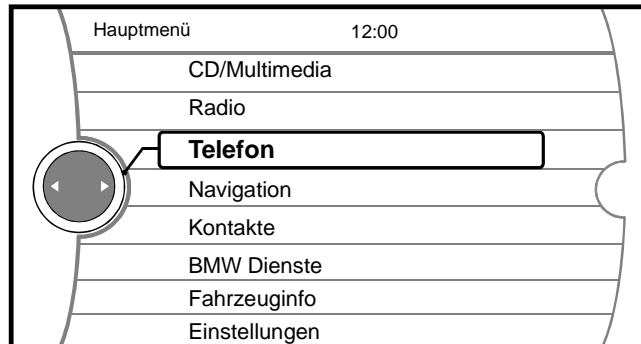 Hauptmenü 12:00
CD/Multimedia
Radio
Telefon
Navigation
Kontakte
BMW Dienste
Fahrzeuginfo
Einstellungen